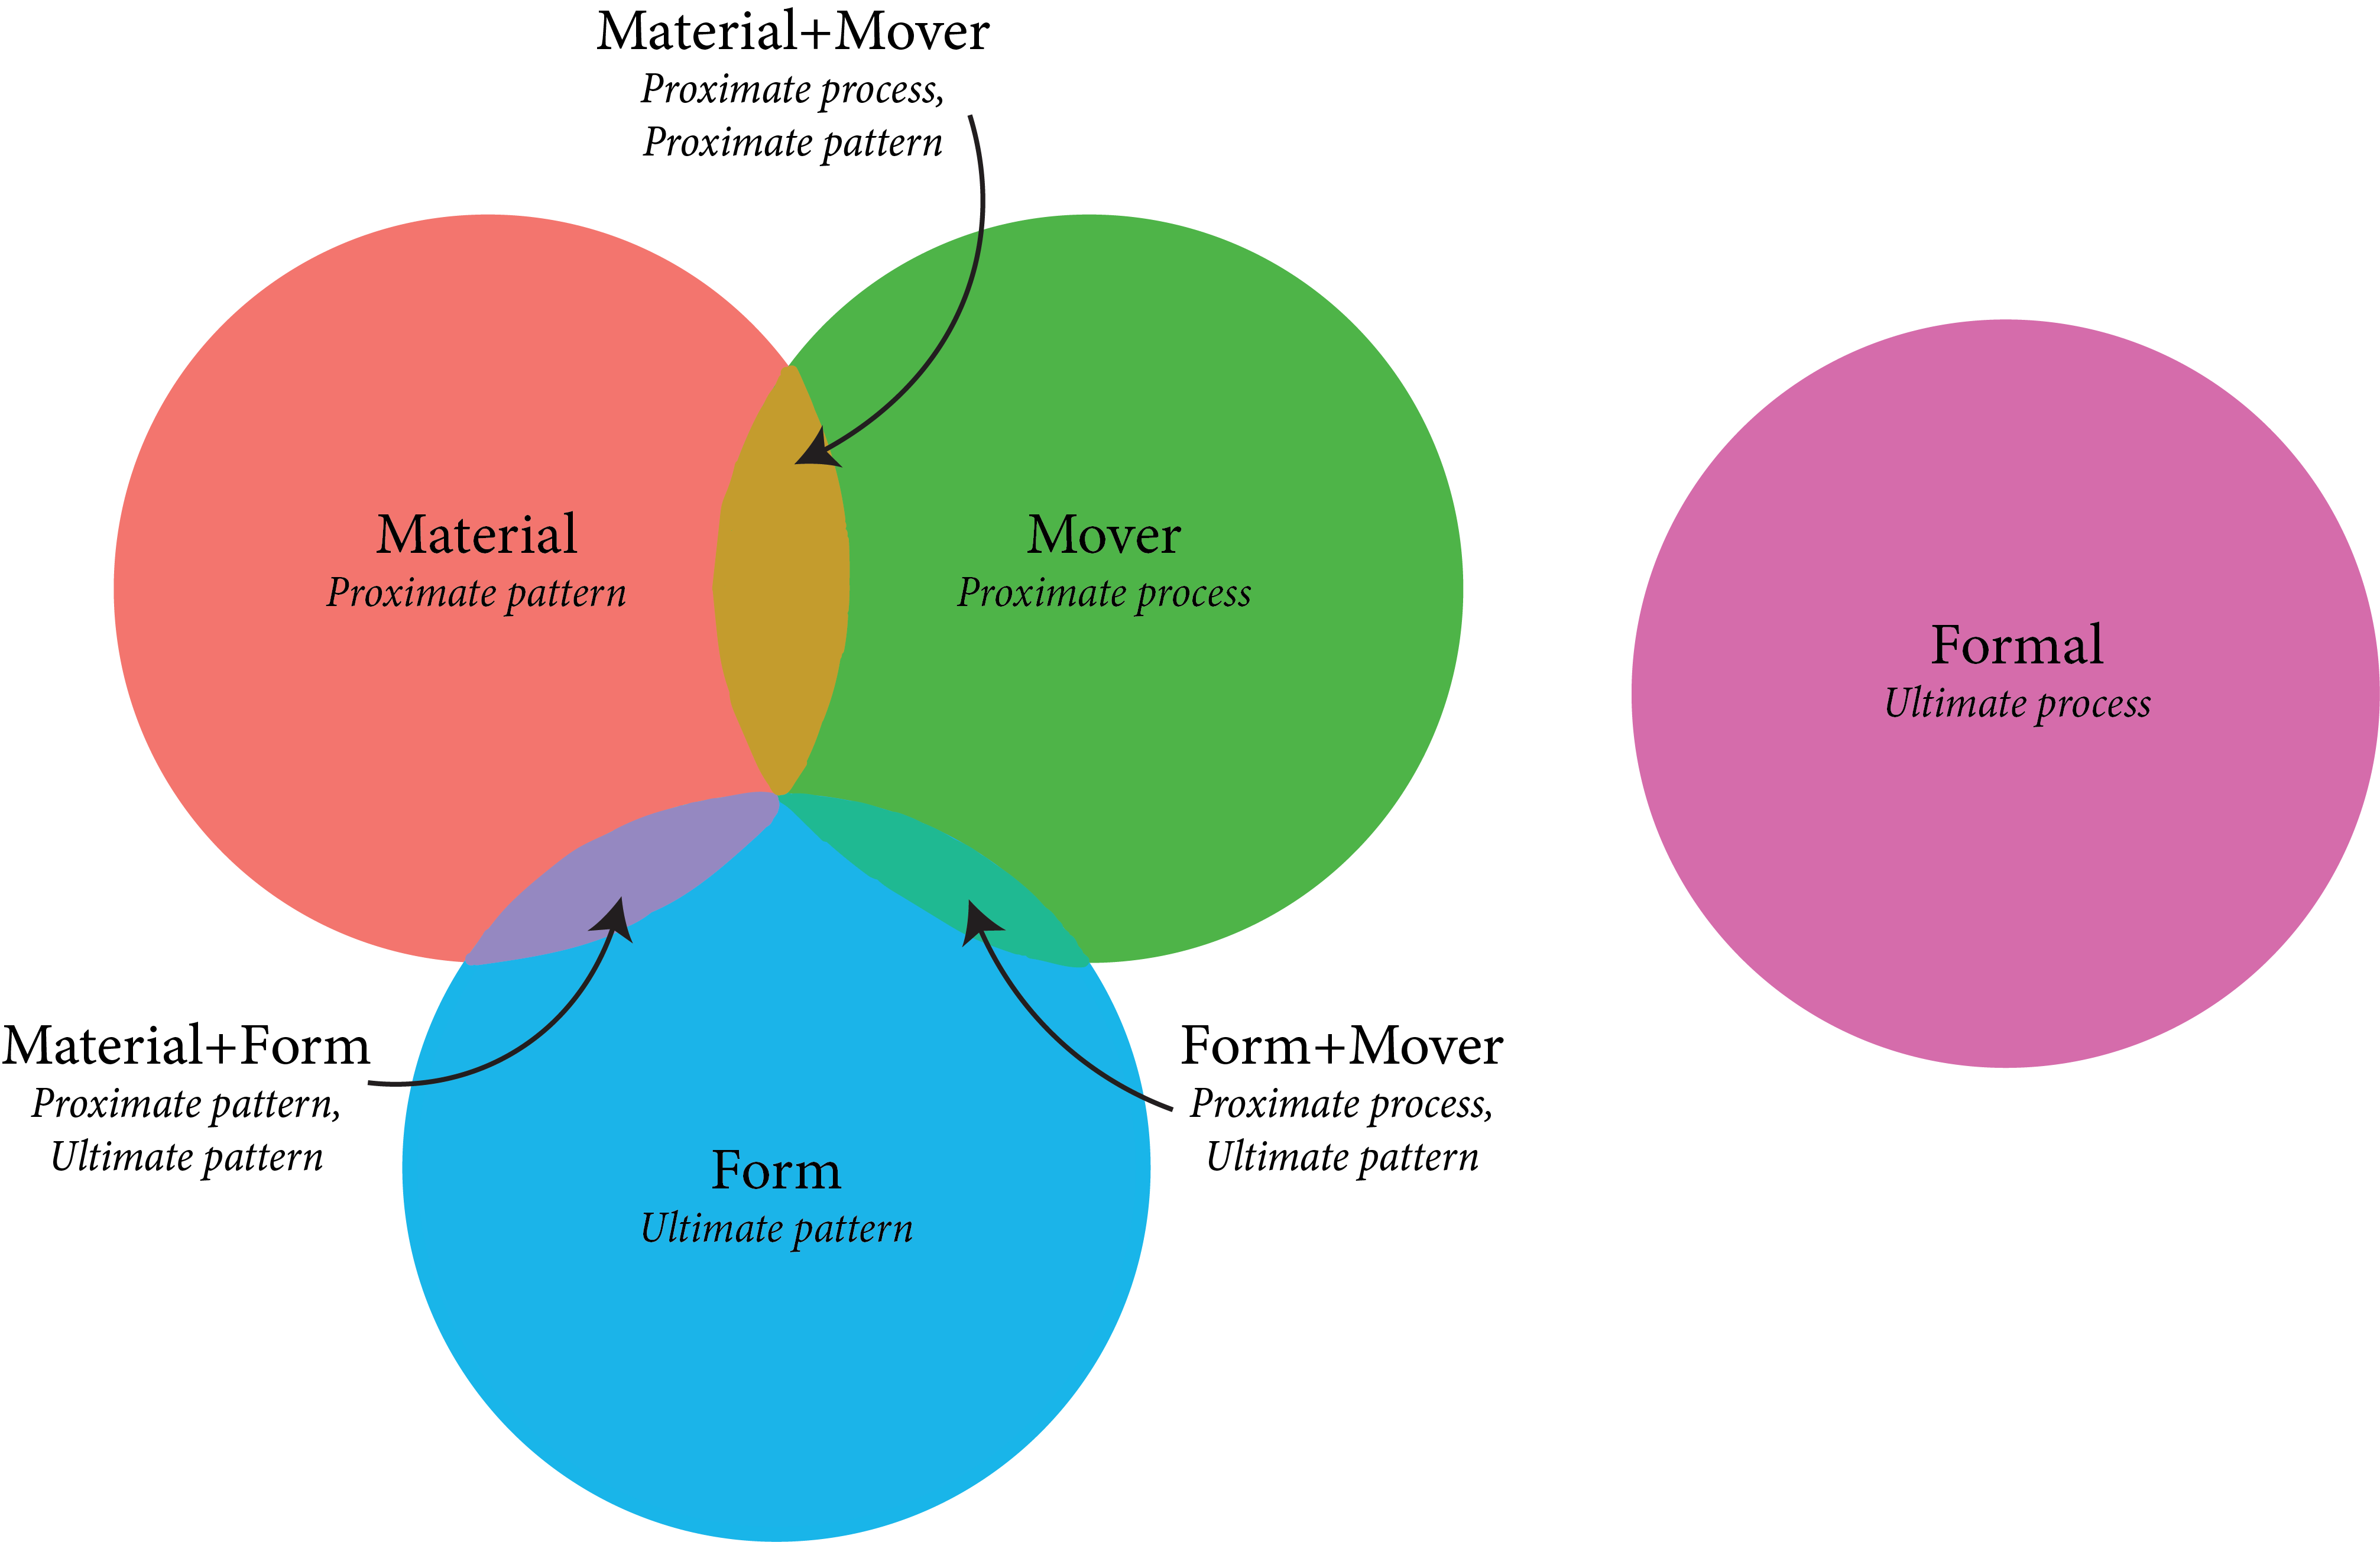 Material+Mover
Proximate process,
Proximate pattern
Material
Proximate pattern
Mover
Proximate process
Formal
Ultimate process
Material+Form
Proximate pattern,
Ultimate pattern
Form+Mover
Proximate process,
Ultimate pattern
Form
Ultimate pattern